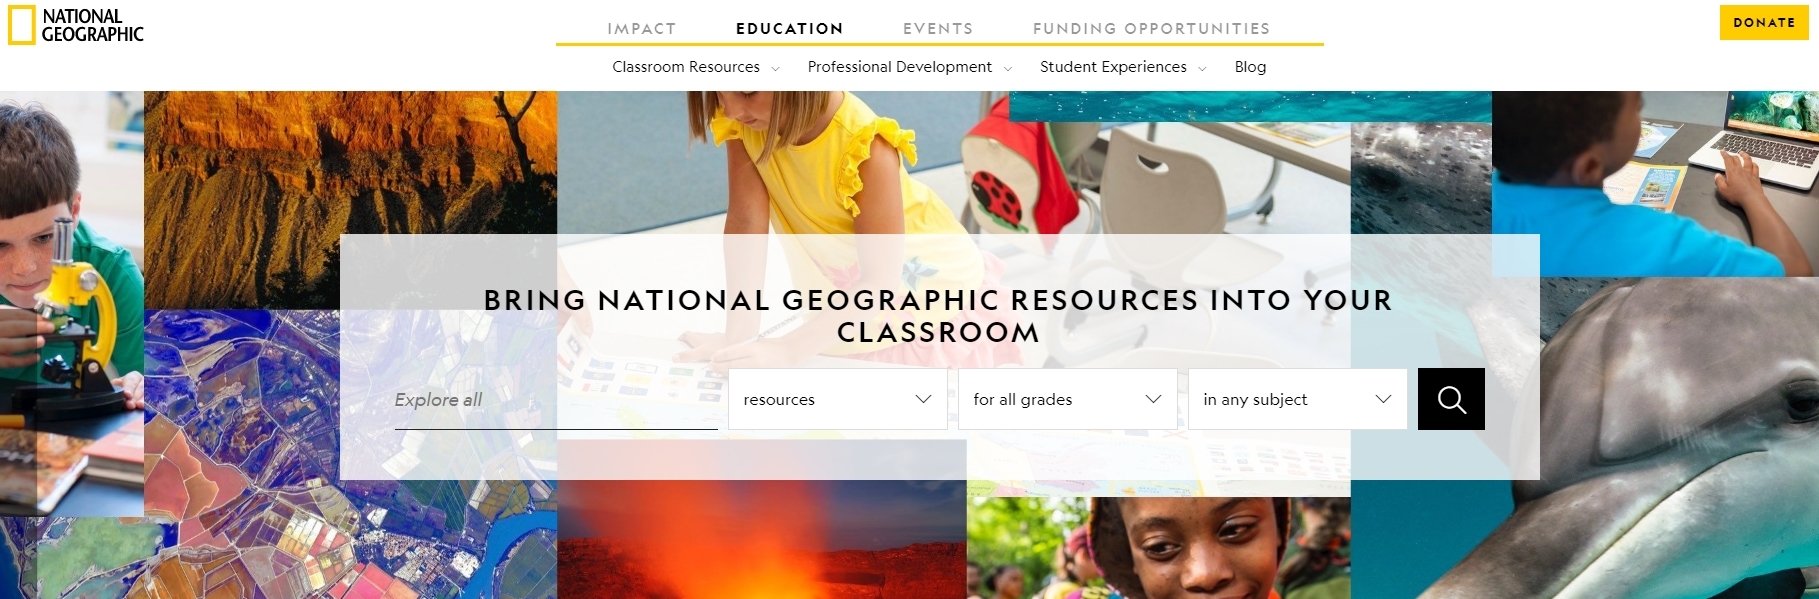 NATIONAL
GEOGRAPHIC
IMPACT
EDUCATION
EVENTS
FUNDING OPPORTUNITIES
DONATE
Classroom Resources
Professional Development
Student Experiences
Blog
BRING NATIONAL GEOGRAPHIC RESOURCES INTO YOUR
CLASSROOM
Explore all
resources
for all grades
in any subject